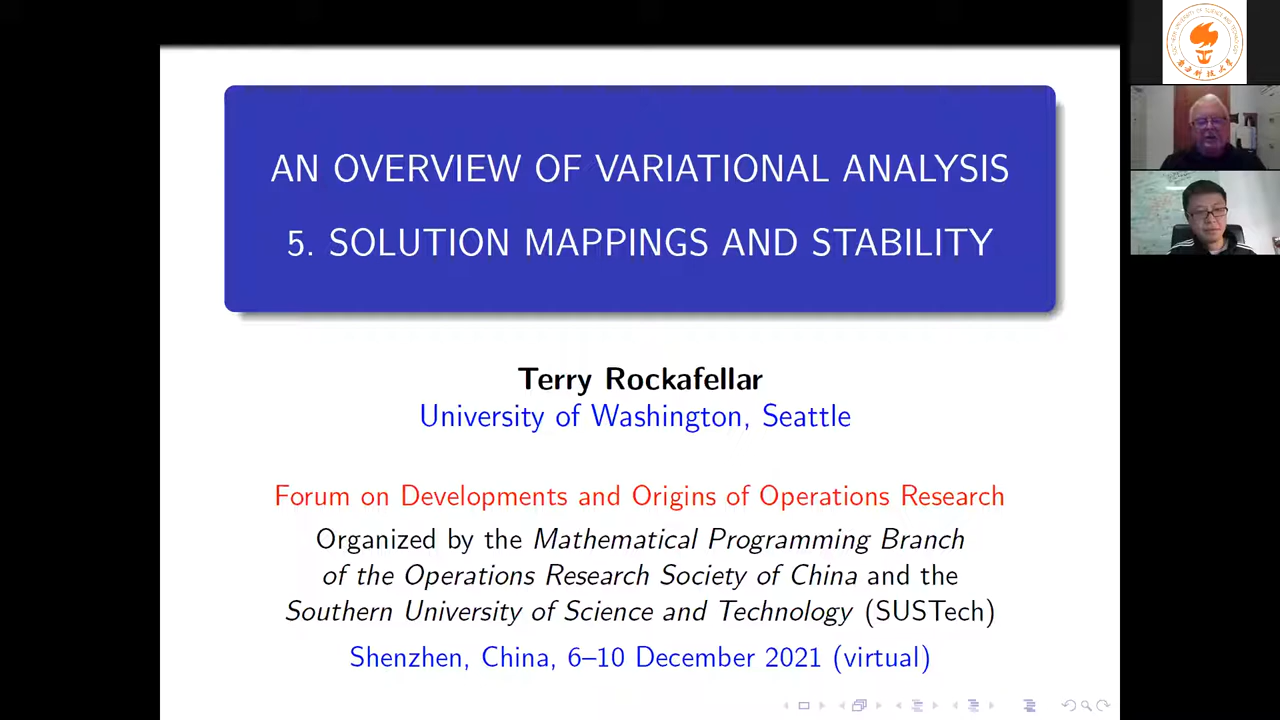 AN OVERVIEW OF VARIATIONAL ANALYSIS
5. SOLUTION MAPPINGS AND STABILITY
Terry Rockafellar
University of Washington, Seattle
Forum on Developments and Origins of Operations Research
Organized by the Mathematical Programming Branch
of the Operations Research Society of China and the
Southern University of Science and Technology (SUSTech)
Shenzhen, China, 6–10 December 2021 (virtual)